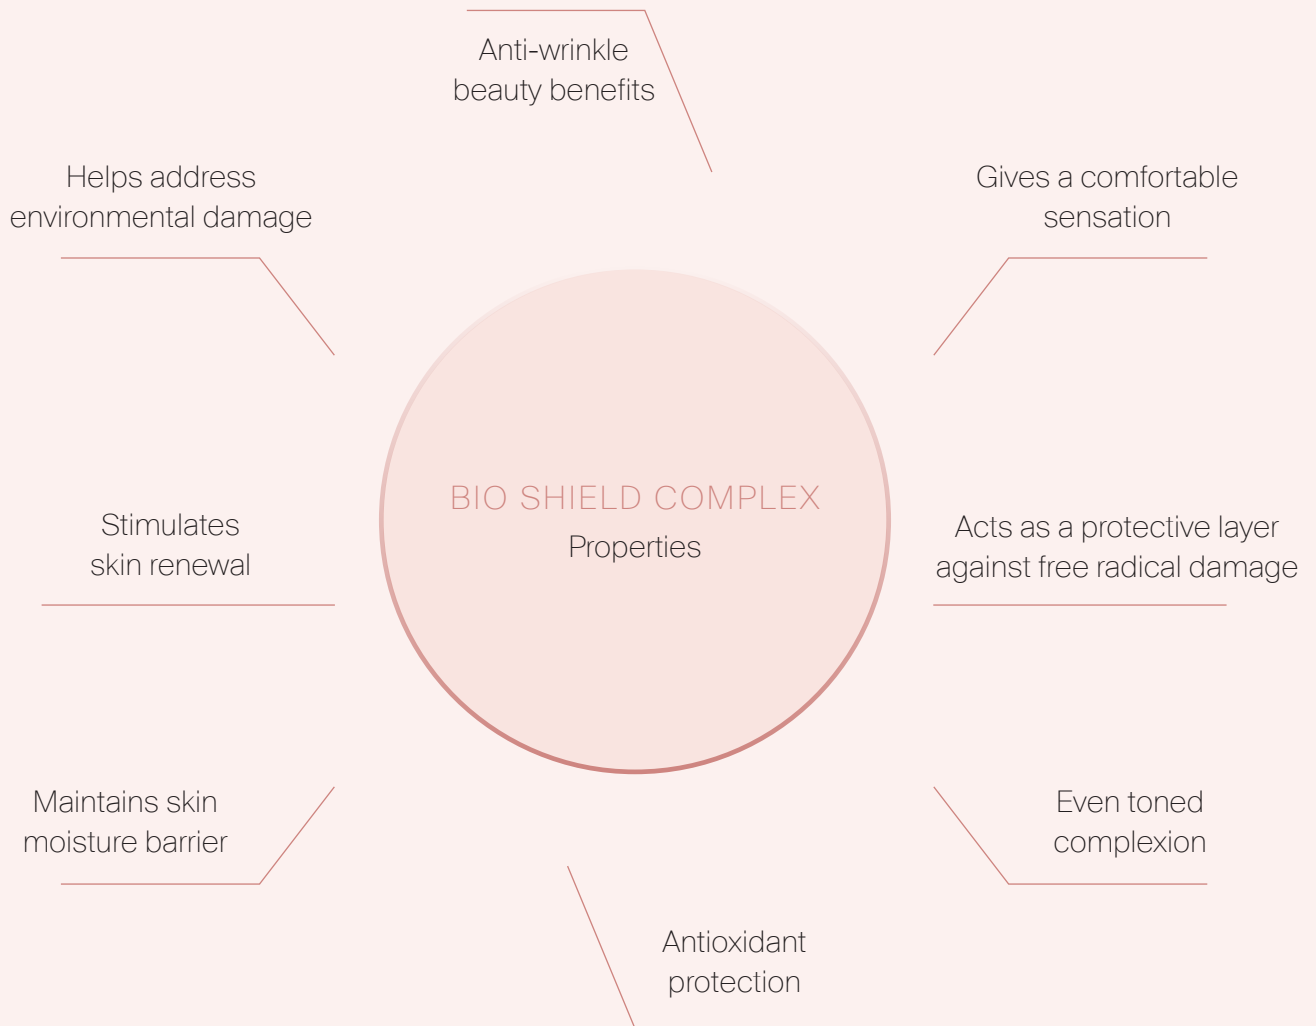 Anti-wrinkle
beauty benefits
Helps address
environmental damage
Gives a comfortable
sensation
BIO SHIELD COMPLEX
Properties
Stimulates
skin renewal
Acts as a protective layer
against free radical damage
Maintains skin
moisture barrier
Even toned
complexion
Antioxidant
protection